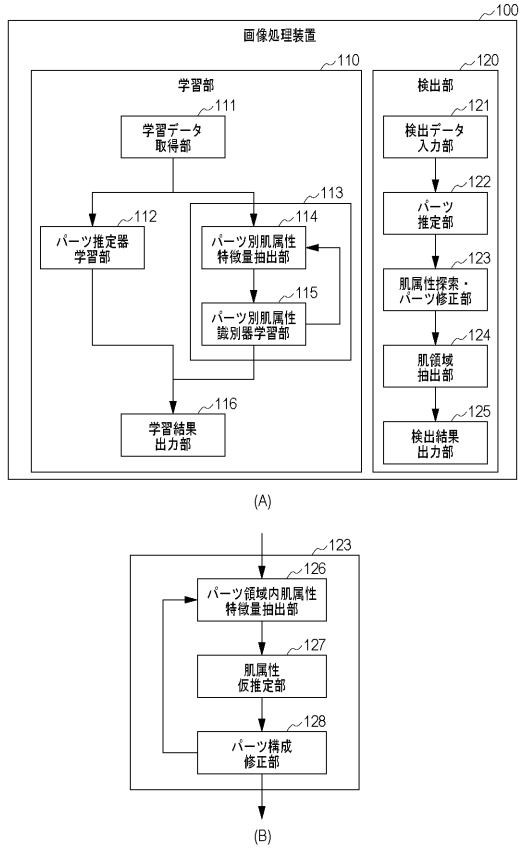 100
画像処理装置
110
学習部
111
学習データ
取得部
112
パーツ推定器
学習部
113
114
パーツ別肌属性
特徴量抽出部
115
パーツ別肌属性
識別器学習部
116
学習結果
出力部
120
検出部
121
検出データ
入力部
122
パーツ
推定部
123
肌属性探索・
パーツ修正部
124
肌領域
抽出部
125
検出結果
出力部
(A)
123
126
パーツ領域内肌属性
特徴量抽出部
127
肌属性
仮推定部
128
パーツ構成
修正部
(B)